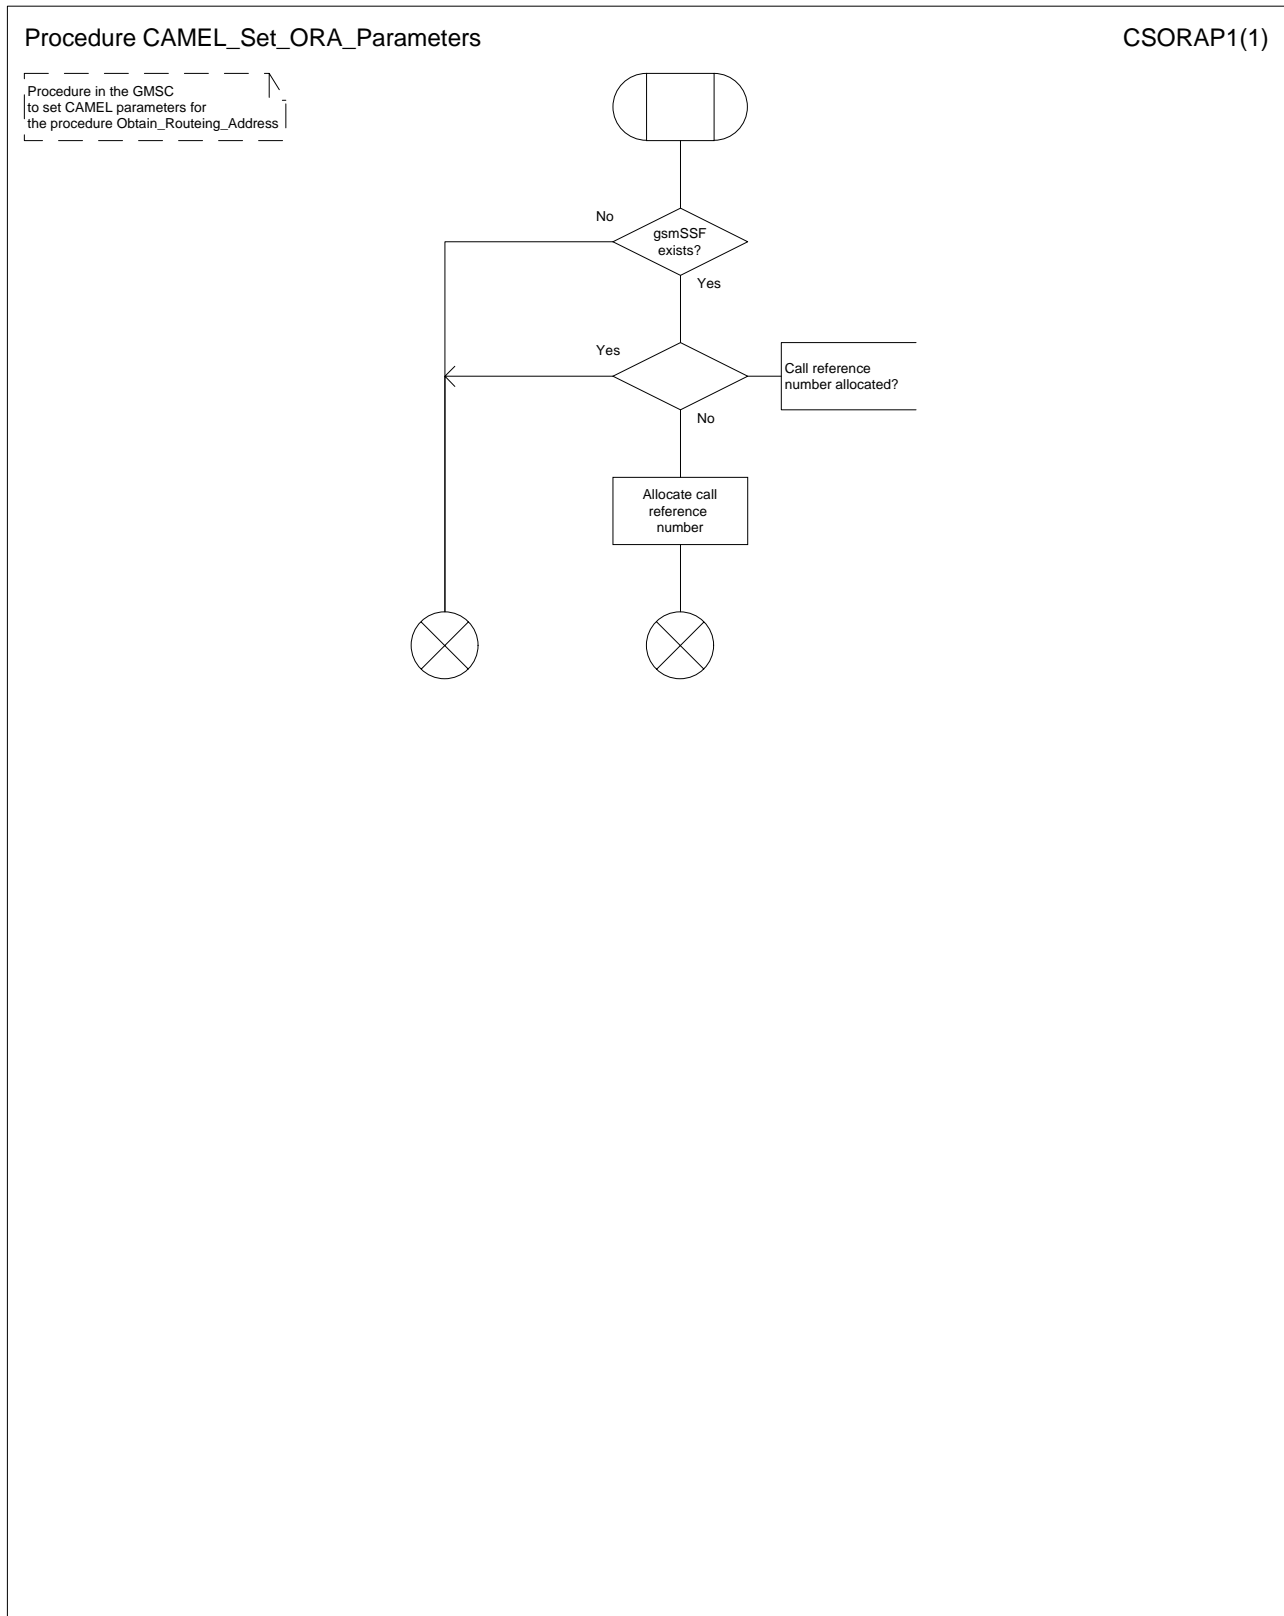 Procedure CAMEL_Set_ORA_Parameters
CSORAP1(1)
Procedure in the GMSC
to set CAMEL parameters for
the procedure Obtain_Routeing_Address
No
gsmSSF
exists?
Yes
Yes
Call reference
number allocated?
No
Allocate call
reference
number